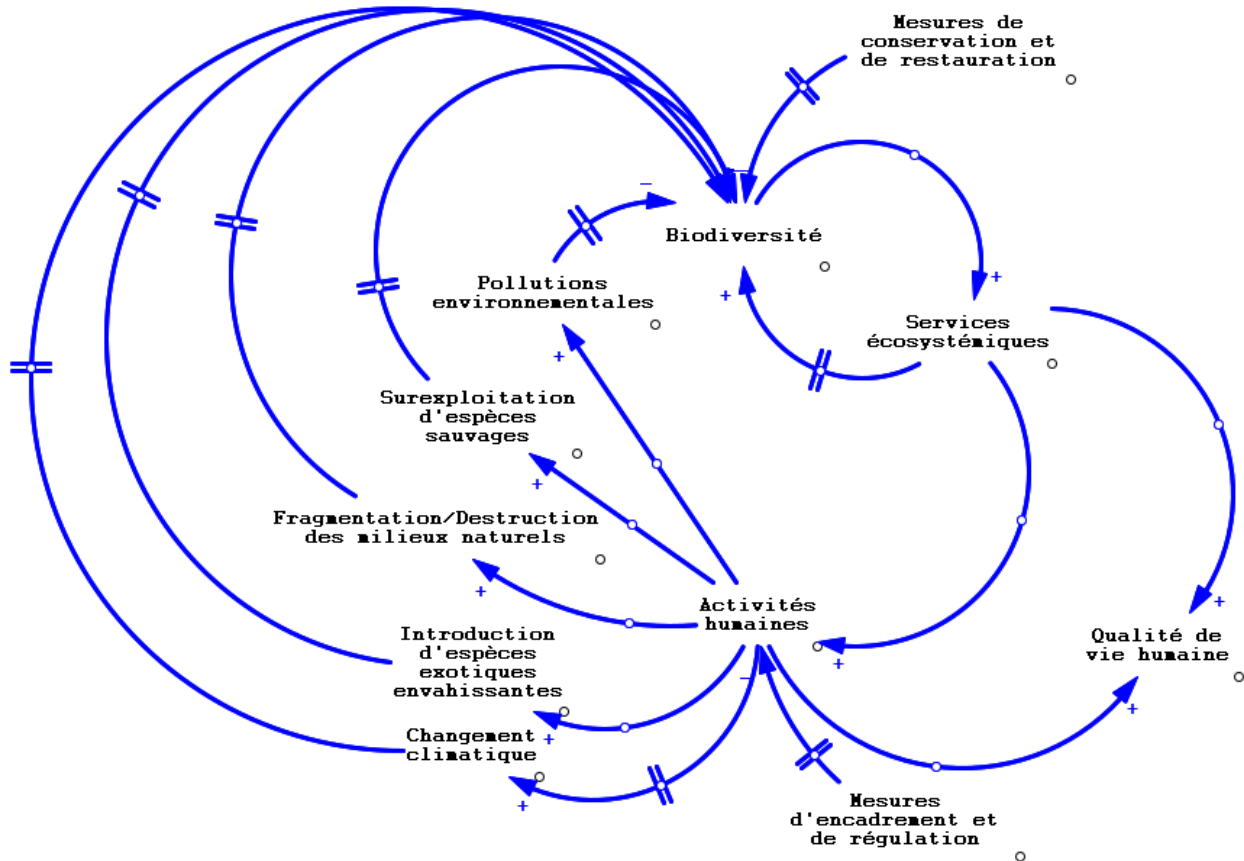 Mesures de
conservation et
de restauration
Biodiversité
Pollutions
environnementales
Services
écosystémiques
Surexploitation
d'espèces
sauvages
Fragmentation/Destruction
des milieux naturels
Activités
humaines
Introduction
d'espèces
exotiques
envahissantes
Qualité de
vie humaine
Changement
climatique
Mesures
d'encadrement et
de régulation